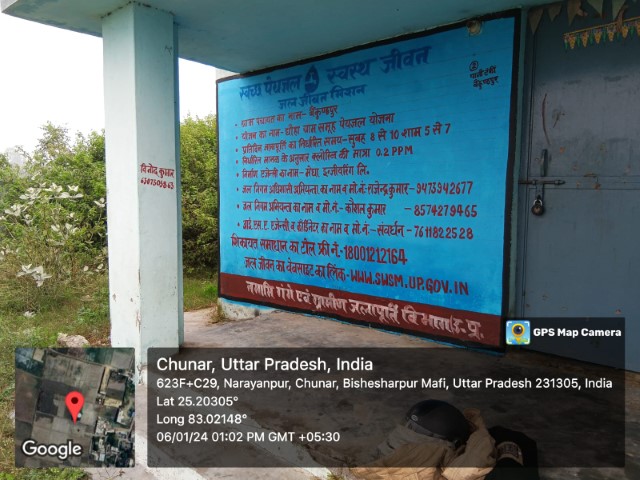 स्वच्छ पेयजल स्वस्थ जीवन
जल जीवन मिशन
ग्राम पंचायत का नाम- बैकुण्ठपुर
योजन का नाम- धौहा ग्राम समूह पेयजल योजना
प्रतिदिन जलापूर्ति का निर्धारित समय- सुबह 8 से 10 शाम 5 से 7
निर्धारित मानक के अनुसार क्लोरिन की मात्रा 0.2 PPM
निर्माण एजेन्सी का नाम- मेघा इन्जीनियरिंग लि.
जल निगम अधिशासी अभियन्ता का नाम व मो.नं- राजेन्द्र कुमार - 9473942677
जल निगम अभियन्ता का नाम व मो.नं. कौशल कुमार - 8574279465
आई.एस.ए. एजेन्सी व कोर्डिनेटर का नाम व मो.नं.- संवर्धन - 7611822528
शिकायत समाधान का टोल फ्री नं.- 18001212164
जल जीवन का वेबसाइट का लिंक- WWW.SWSM.UP.GOV.IN
नमामि गंगे एवं ग्रामीण जलापूर्ति विभाग उ.प्र.
विनोद कुमार
बैकुण्ठपुर
GPS Map Camera
Chunar, Uttar Pradesh, India
623F+C29, Narayanpur, Chunar, Bishesharpur Mafi, Uttar Pradesh 231305, India
Lat 25.20305°
Long 83.02148°
06/01/24 01:02 PM GMT +05:30
Google